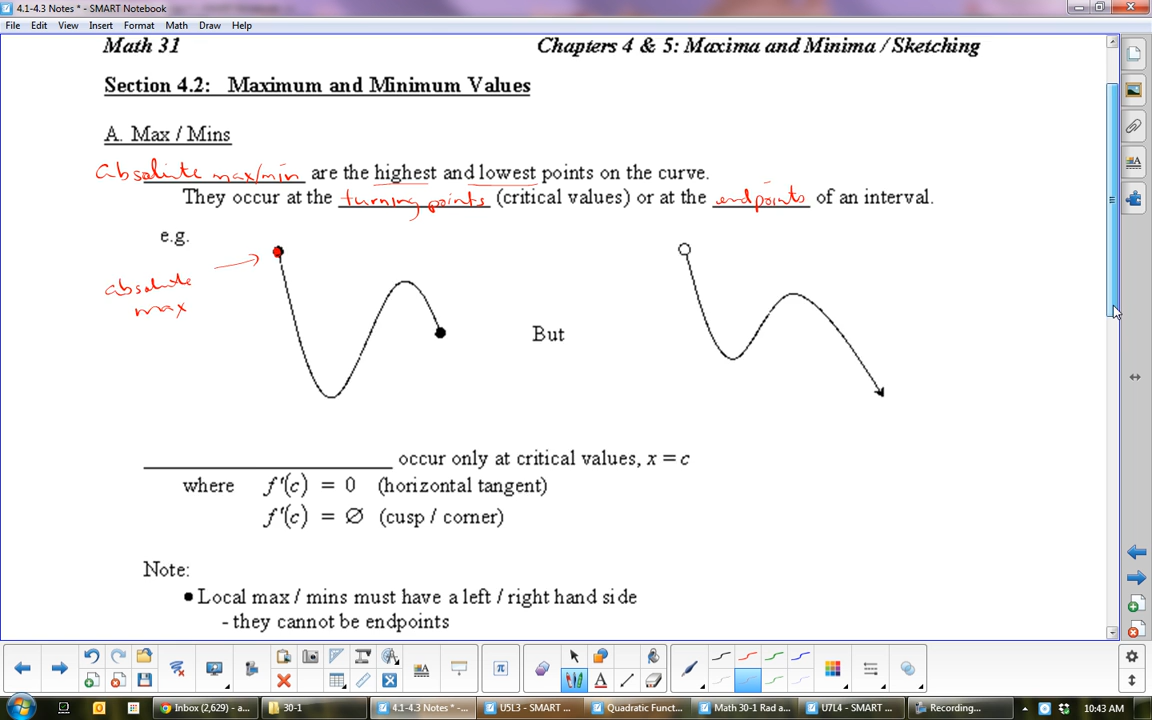 4.1-4.3 Notes * - SMART Notebook
File Edit View Insert Format Math Draw Help
Math 31 Chapters 4 & 5: Maxima and Minima / Sketching
Section 4.2: Maximum and Minimum Values
A. Max / Mins
absolute max/min are the highest and lowest points on the curve.
They occur at the turning points (critical values) or at the endpoints of an interval.
e.g.
absolute
max
But
occur only at critical values, x = c
where f'(c) = 0 (horizontal tangent)
f'(c) = ∅ (cusp / corner)
Note:
● Local max / mins must have a left / right hand side
- they cannot be endpoints
Inbox (2,629) - a... 30-1 4.1-4.3 Notes * -... U5L3 - SMART ... Quadratic Funct... Math 30-1 Rad a... U7L4 - SMART ... Recording... 10:43 AM